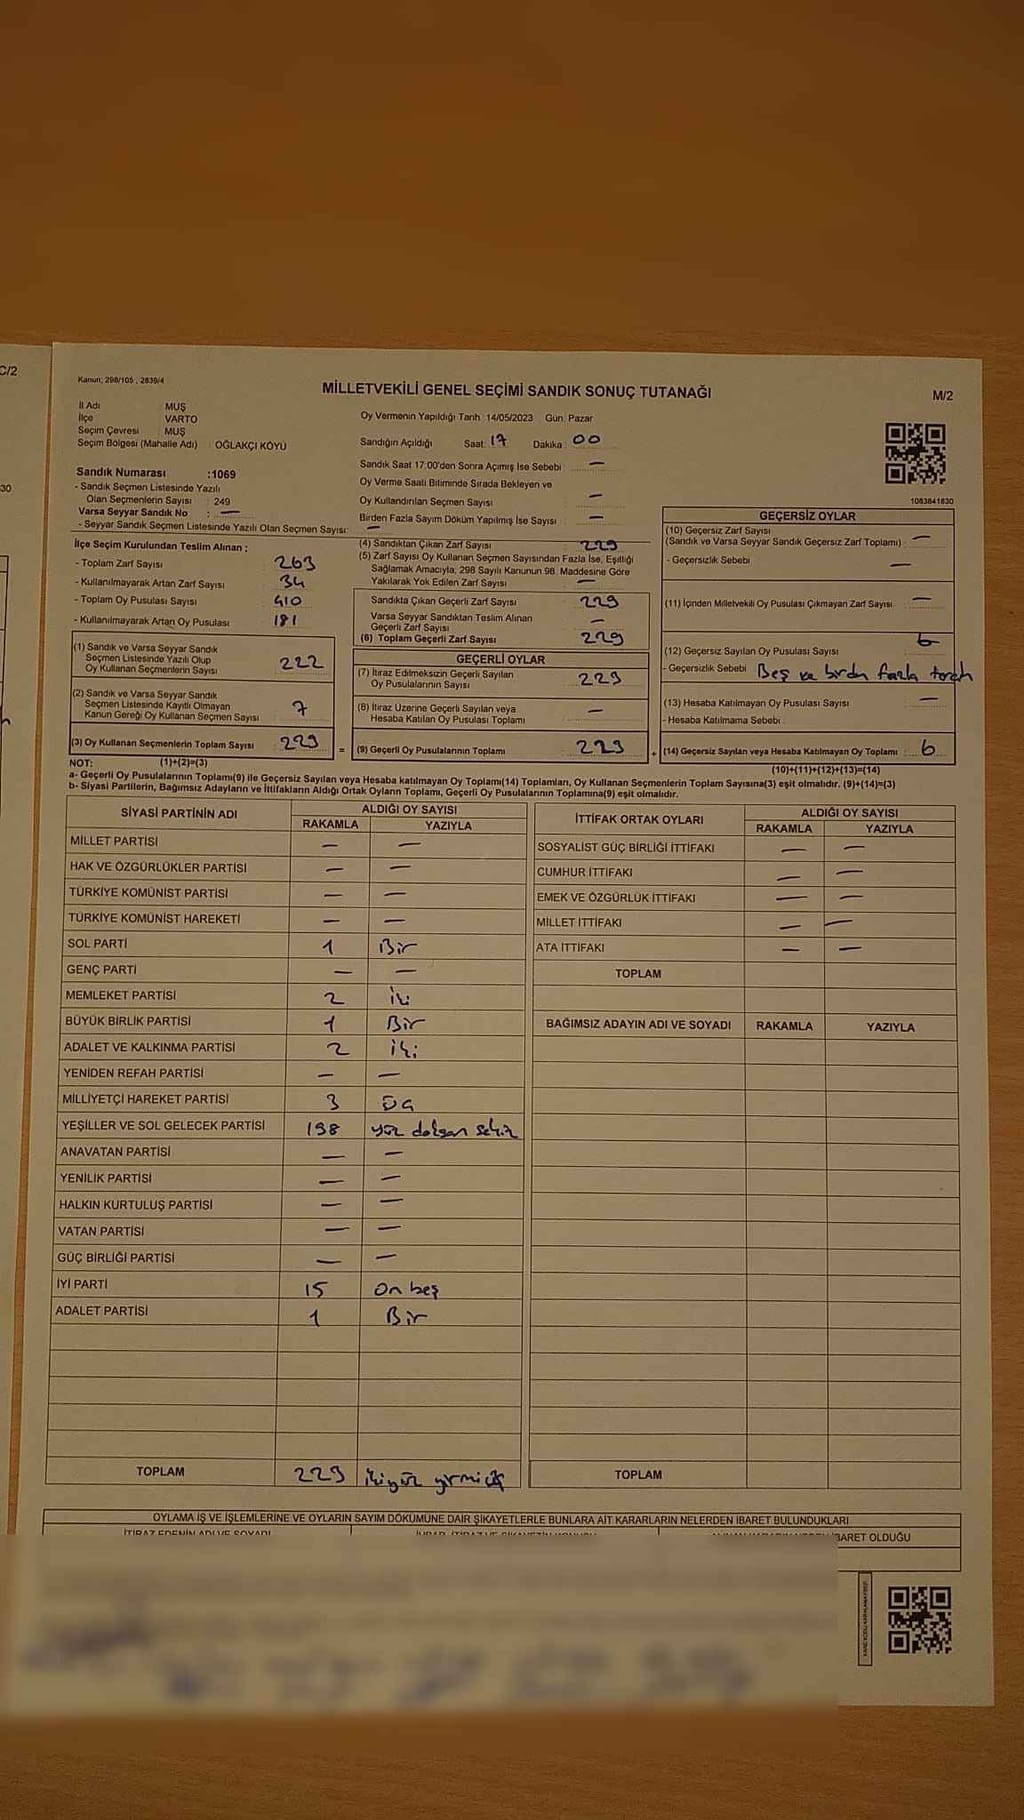 C/2
30
Kanun; 298/105 , 2839/4
MİLLETVEKİLİ GENEL SEÇİMİ SANDIK SONUÇ TUTANAĞI
M/2
İl Adı MUŞ
İlçe VARTO
Seçim Çevresi MUŞ
Seçim Bölgesi (Mahalle Adı) OĞLAKÇI KÖYÜ
Oy Vermenin Yapıldığı Tarih :14/05/2023 Gün: Pazar
Sandığın Açıldığı Saat: 17 Dakika: 00
Sandık Saat 17:00'den Sonra Açımış İse Sebebi : —
Oy Verme Saati Bitiminde Sırada Bekleyen ve
Oy Kullandırılan Seçmen Sayısı —
Birden Fazla Sayım Döküm Yapılmış İse Sayısı : —
1083841830
Sandık Numarası :1069
- Sandık Seçmen Listesinde Yazılı
Olan Seçmenlerin Sayısı : 249
Varsa Seyyar Sandık No : —
- Seyyar Sandık Seçmen Listesinde Yazılı Olan Seçmen Sayısı: —
İlçe Seçim Kurulundan Teslim Alınan :
- Toplam Zarf Sayısı : 263
- Kullanılmayarak Artan Zarf Sayısı : 34
- Toplam Oy Pusulası Sayısı : 410
- Kullanılmayarak Artan Oy Pusulası : 181
(1) Sandık ve Varsa Seyyar Sandık
Seçmen Listesinde Yazılı Olup
Oy Kullanan Seçmenlerin Sayısı : 222
(2) Sandık ve Varsa Seyyar Sandık
Seçmen Listesinde Kayıtlı Olmayan
Kanun Gereği Oy Kullanan Seçmen Sayısı : 7
(3) Oy Kullanan Seçmenlerin Toplam Sayısı : 229
(4) Sandıktan Çıkan Zarf Sayısı : 229
(5) Zarf Sayısı Oy Kullanan Seçmen Sayısından Fazla İse, Eşitliği
Sağlamak Amacıyla, 298 Sayılı Kanunun 98. Maddesine Göre
Yakılarak Yok Edilen Zarf Sayısı : —
Sandıkta Çıkan Geçerli Zarf Sayısı : 229
Varsa Seyyar Sandıktan Teslim Alınan
Geçerli Zarf Sayısı : —
(6) Toplam Geçerli Zarf Sayısı : 229
GEÇERLİ OYLAR
(7) İtiraz Edilmeksizin Geçerli Sayılan
Oy Pusulalarının Sayısı : 223
(8) İtiraz Üzerine Geçerli Sayılan veya
Hesaba Katılan Oy Pusulası Toplamı : —
= (9) Geçerli Oy Pusulalarının Toplamı : 223 +
GEÇERSİZ OYLAR
(10) Geçersiz Zarf Sayısı
(Sandık ve Varsa Seyyar Sandık Geçersiz Zarf Toplamı) : —
- Geçersizlik Sebebi : —
(11) İçinden Milletvekili Oy Pusulası Çıkmayan Zarf Sayısı : —
(12) Geçersiz Sayılan Oy Pusulası Sayısı : 6
- Geçersizlik Sebebi : Beş ve birden fazla tercih
(13) Hesaba Katılmayan Oy Pusulası Sayısı : —
- Hesaba Katılmama Sebebi :
(14) Geçersiz Sayılan veya Hesaba Katılmayan Oy Toplamı : 6
NOT: (1)+(2)=(3) (10)+(11)+(12)+(13)=(14)
a- Geçerli Oy Pusulalarının Toplamı(9) ile Geçersiz Sayılan veya Hesaba katılmayan Oy Toplamı(14) Toplamları, Oy Kullanan Seçmenlerin Toplam Sayısına(3) eşit olmalıdır. (9)+(14)=(3)
b- Siyasi Partilerin, Bağımsız Adayların ve İttifakların Aldığı Ortak Oyların Toplamı, Geçerli Oy Pusulalarının Toplamına(9) eşit olmalıdır.
SİYASİ PARTİNİN ADI ALDIĞI OY SAYISI
RAKAMLA YAZIYLA
MİLLET PARTİSİ — —
HAK VE ÖZGÜRLÜKLER PARTİSİ — —
TÜRKİYE KOMÜNİST PARTİSİ — —
TÜRKİYE KOMÜNİST HAREKETİ — —
SOL PARTİ 1 Bir
GENÇ PARTİ — —
MEMLEKET PARTİSİ 2 iki
BÜYÜK BİRLİK PARTİSİ 1 Bir
ADALET VE KALKINMA PARTİSİ 2 iki
YENİDEN REFAH PARTİSİ — —
MİLLİYETÇİ HAREKET PARTİSİ 3 Üç
YEŞİLLER VE SOL GELECEK PARTİSİ 198 yüz doksan sekiz
ANAVATAN PARTİSİ — —
YENİLİK PARTİSİ — —
HALKIN KURTULUŞ PARTİSİ — —
VATAN PARTİSİ — —
GÜÇ BİRLİĞİ PARTİSİ — —
İYİ PARTİ 15 On beş
ADALET PARTİSİ 1 Bir
TOPLAM 223 ikiyüz yirmi üç
İTTİFAK ORTAK OYLARI ALDIĞI OY SAYISI
RAKAMLA YAZIYLA
SOSYALİST GÜÇ BİRLİĞİ İTTİFAKI — —
CUMHUR İTTİFAKI — —
EMEK VE ÖZGÜRLÜK İTTİFAKI — —
MİLLET İTTİFAKI — —
ATA İTTİFAKI — —
TOPLAM
BAĞIMSIZ ADAYIN ADI VE SOYADI RAKAMLA YAZIYLA
TOPLAM
OYLAMA İŞ VE İŞLEMLERİNE VE OYLARIN SAYIM DÖKÜMÜNE DAİR ŞİKAYETLERLE BUNLARA AİT KARARLARIN NELERDEN İBARET BULUNDUKLARI
İTİRAZ EDENİN ADI VE SOYADI
İBARET OLDUĞU